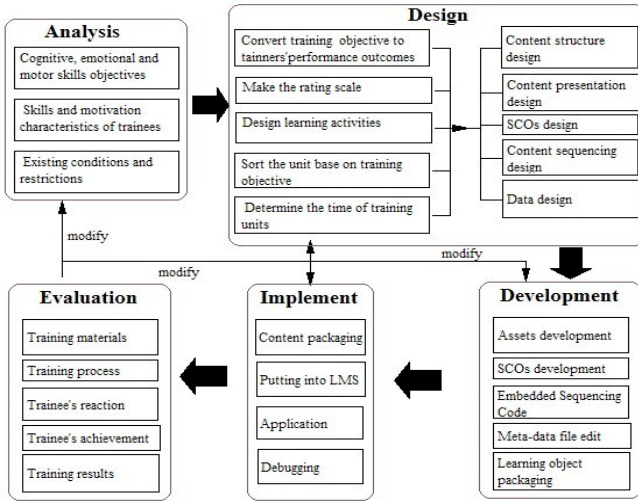 Analysis
Cognitive, emotional and
motor skills objectives
Skills and motivation
characteristics of trainees
Existing conditions and
restrictions
Design
Convert training objective to
tainners'performance outcomes
Make the rating scale
Design learning activities
Sort the unit base on training
objective
Determine the time of training
units
Content structure
design
Content presentation
design
SCOs design
Content sequencing
design
Data design
modify
modify
modify
Evaluation
Training materials
Training process
Trainee's reaction
Trainee's achievement
Training results
Implement
Content packaging
Putting into LMS
Application
Debugging
Development
Assets development
SCOs development
Embedded Sequencing
Code
Meta-data file edit
Learning object
packaging